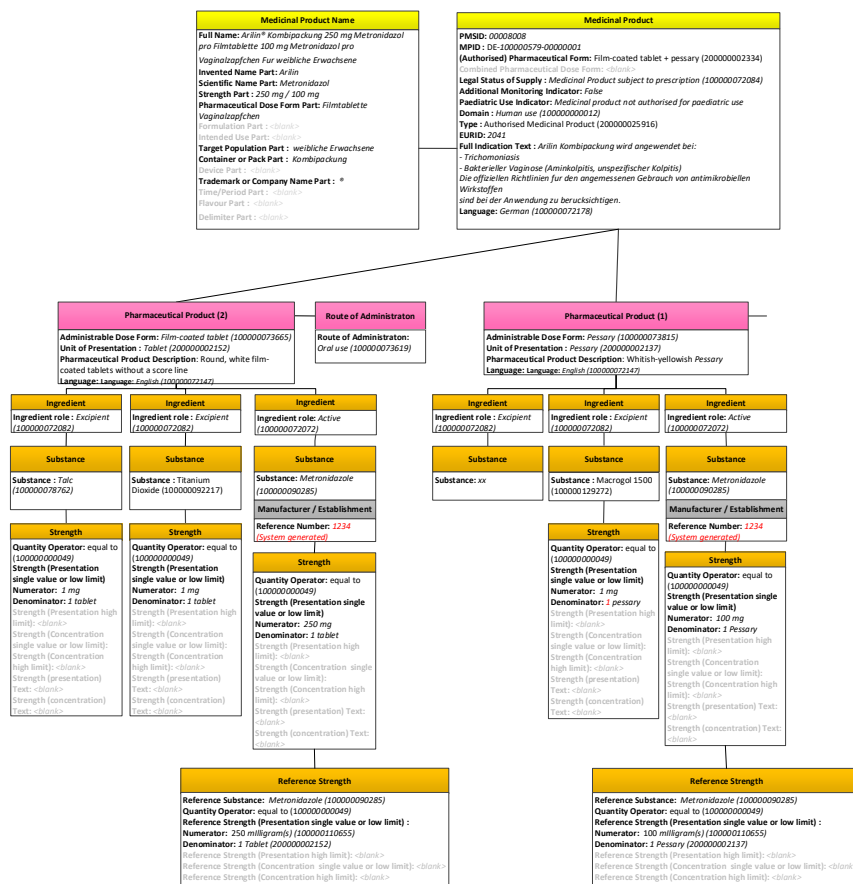 Medicinal Product Name
Full Name: Arilin® Kombipackung 250 mg Metronidazol
pro Filmtablette 100 mg Metronidazol pro
Vaginalzapfchen Fur weibliche Erwachsene
Invented Name Part: Arilin
Scientific Name Part: Metronidazol
Strength Part : 250 mg / 100 mg
Pharmaceutical Dose Form Part: Filmtablette
Vaginalzapfchen
Formulation Part : <blank>
Intended Use Part: <blank>
Target Population Part : weibliche Erwachsene
Container or Pack Part : Kombipackung
Device Part : <blank>
Trademark or Company Name Part : ®
Time/Period Part : <blank>
Flavour Part : <blank>
Delimiter Part : <blank>
Medicinal Product
PMSID: 00008008
MPID : DE-100000579-00000001
(Authorised) Pharmaceutical Form: Film-coated tablet + pessary (200000002334)
Combined Pharmaceutical Dose Form: <blank>
Legal Status of Supply : Medicinal Product subject to prescription (100000072084)
Additional Monitoring Indicator: False
Paediatric Use Indicator: Medicinal product not authorised for paediatric use
Domain : Human use (100000000012)
Type : Authorised Medicinal Product (200000025916)
EURID: 2041
Full Indication Text : Arilin Kombipackung wird angewendet bei:
- Trichomoniasis
- Bakterieller Vaginose (Aminkolpitis, unspezifischer Kolpitis)
Die offiziellen Richtlinien fur den angemessenen Gebrauch von antimikrobiellen
Wirkstoffen
sind bei der Anwendung zu berucksichtigen.
Language: German (100000072178)
Pharmaceutical Product (2)
Administrable Dose Form: Film-coated tablet (100000073665)
Unit of Presentation : Tablet (200000002152)
Pharmaceutical Product Description: Round, white film-
coated tablets without a score line
Language: Language: English (100000072147)
Route of Administraton
Route of Administraton:
Oral use (100000073619)
Pharmaceutical Product (1)
Administrable Dose Form: Pessary (100000073815)
Unit of Presentation : Pessary (200000002137)
Pharmaceutical Product Description: Whitish-yellowish Pessary
Language: Language: English (100000072147)
Ingredient
Ingredient role : Excipient
(100000072082)
Substance
Substance : Talc
(100000078762)
Strength
Quantity Operator: equal to
(100000000049)
Strength (Presentation
single value or low limit)
Numerator : 1 mg
Denominator: 1 tablet
Strength (Presentation high
limit): <blank>
Strength (Concentration
single value or low limit):
Strength (Concentration
high limit): <blank>
Strength (presentation)
Text: <blank>
Strength (concentration)
Text: <blank>
Ingredient
Ingredient role : Excipient
(100000072082)
Substance
Substance : Titanium
Dioxide (100000092217)
Strength
Quantity Operator: equal to
(100000000049)
Strength (Presentation
single value or low limit)
Numerator : 1 mg
Denominator: 1 tablet
Strength (Presentation high
limit): <blank>
Strength (Concentration
single value or low limit):
Strength (Concentration
high limit): <blank>
Strength (presentation)
Text: <blank>
Strength (concentration)
Text: <blank>
Ingredient
Ingredient role: Active
(100000072072)
Substance
Substance: Metronidazole
(100000090285)
Manufacturer / Establishment
Reference Number: 1234
(System generated)
Strength
Quantity Operator: equal to
(100000000049)
Strength (Presentation single
value or low limit)
Numerator: 250 mg
Denominator: 1 tablet
Strength (Presentation high
limit): <blank>
Strength (Concentration single
value or low limit):
Strength (Concentration high
limit): <blank>
Strength (presentation) Text:
<blank>
Strength (concentration) Text:
<blank>
Reference Strength
Reference Substance: Metronidazole (100000090285)
Quantity Operator: equal to (100000000049)
Reference Strength (Presentation single value or low limit) :
Numerator: 250 milligram(s) (100000110655)
Denominator: 1 Tablet (200000002152)
Reference Strength (Presentation high limit): <blank>
Reference Strength (Concentration single value or low limit): <blank>
Reference Strength (Concentration high limit): <blank>
Ingredient
Ingredient role : Excipient
(100000072082)
Substance
Substance: xx
Ingredient
Ingredient role : Excipient
(100000072082)
Substance
Substance : Macrogol 1500
(100000129272)
Strength
Quantity Operator: equal to
(100000000049)
Strength (Presentation
single value or low limit)
Numerator : 1 mg
Denominator: 1 pessary
Strength (Presentation high
limit): <blank>
Strength (Concentration
single value or low limit):
Strength (Concentration
high limit): <blank>
Strength (presentation)
Text: <blank>
Strength (concentration)
Text: <blank>
Ingredient
Ingredient role: Active
(100000072072)
Substance
Substance: Metronidazole
(100000090285)
Manufacturer / Establishment
Reference Number: 1234
(System generated)
Strength
Quantity Operator: equal to
(100000000049)
Strength (Presentation single
value or low limit)
Numerator: 100 mg
Denominator: 1 Pessary
Strength (Presentation high
limit): <blank>
Strength (Concentration
single value or low limit):
Strength (Concentration high
limit): <blank>
Strength (presentation) Text:
<blank>
Strength (concentration) Text:
<blank>
Reference Strength
Reference Substance: Metronidazole (100000090285)
Quantity Operator: equal to (100000000049)
Reference Strength (Presentation single value or low limit) :
Numerator: 100 milligram(s) (100000110655)
Denominator: 1 Pessary (200000002137)
Reference Strength (Presentation high limit): <blank>
Reference Strength (Concentration single value or low limit): <blank>
Reference Strength (Concentration high limit): <blank>